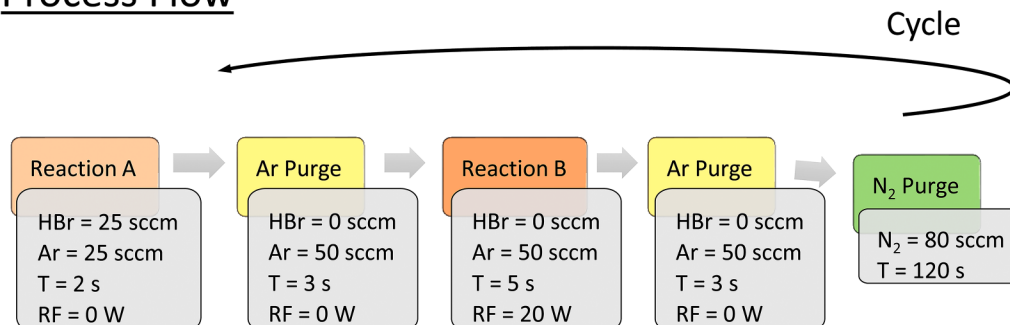 Process Flow
Cycle
Reaction A
HBr = 25 sccm
Ar = 25 sccm
T = 2 s
RF = 0 W
Ar Purge
HBr = 0 sccm
Ar = 50 sccm
T = 3 s
RF = 0 W
Reaction B
HBr = 0 sccm
Ar = 50 sccm
T = 5 s
RF = 20 W
Ar Purge
HBr = 0 sccm
Ar = 50 sccm
T = 3 s
RF = 0 W
N₂ Purge
N₂ = 80 sccm
T = 120 s